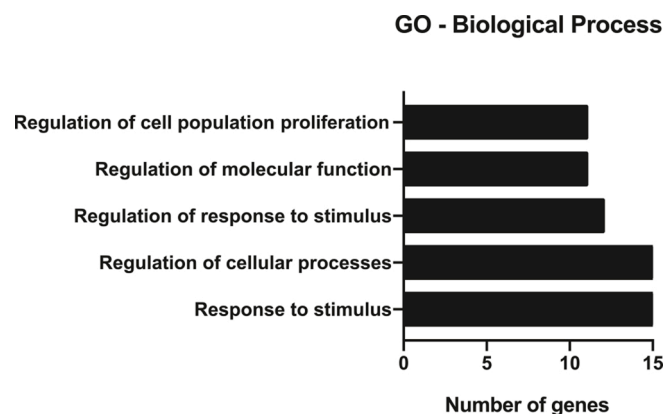 GO - Biological Process
Regulation of cell population proliferation
Regulation of molecular function
Regulation of response to stimulus
Regulation of cellular processes
Response to stimulus
0 5 10 15
Number of genes